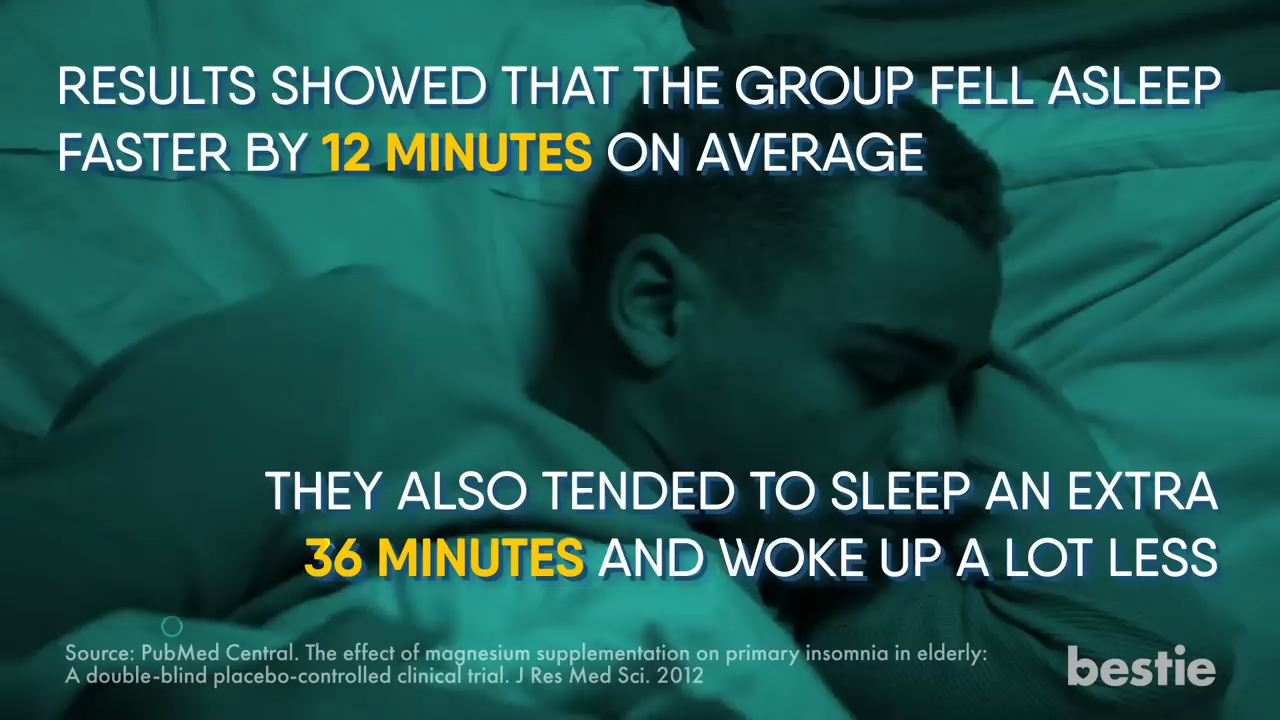 RESULTS SHOWED THAT THE GROUP FELL ASLEEP
FASTER BY 12 MINUTES ON AVERAGE
THEY ALSO TENDED TO SLEEP AN EXTRA
36 MINUTES AND WOKE UP A LOT LESS
Source: PubMed Central. The effect of magnesium supplementation on primary insomnia in elderly:
A double-blind placebo-controlled clinical trial. J Res Med Sci. 2012
bestie